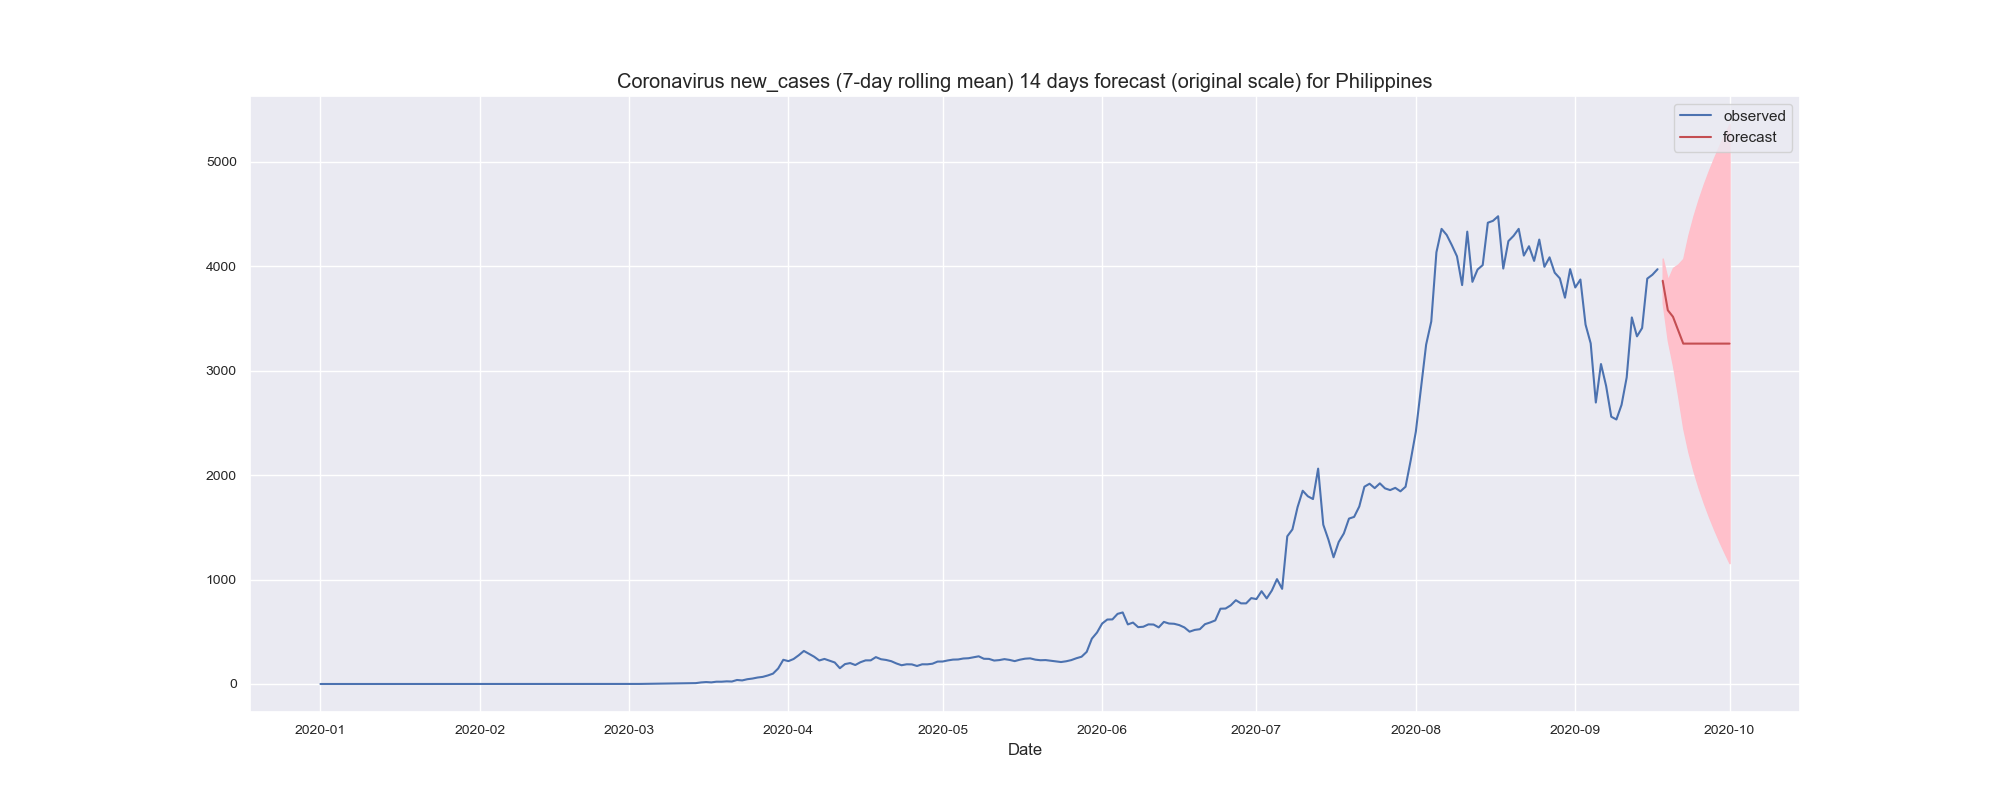 Coronavirus new_cases (7-day rolling mean) 14 days forecast (original scale) for Philippines
observed
forecast
5000
4000
3000
2000
1000
0
2020-01 2020-02 2020-03 2020-04 2020-05 2020-06 2020-07 2020-08 2020-09 2020-10
Date